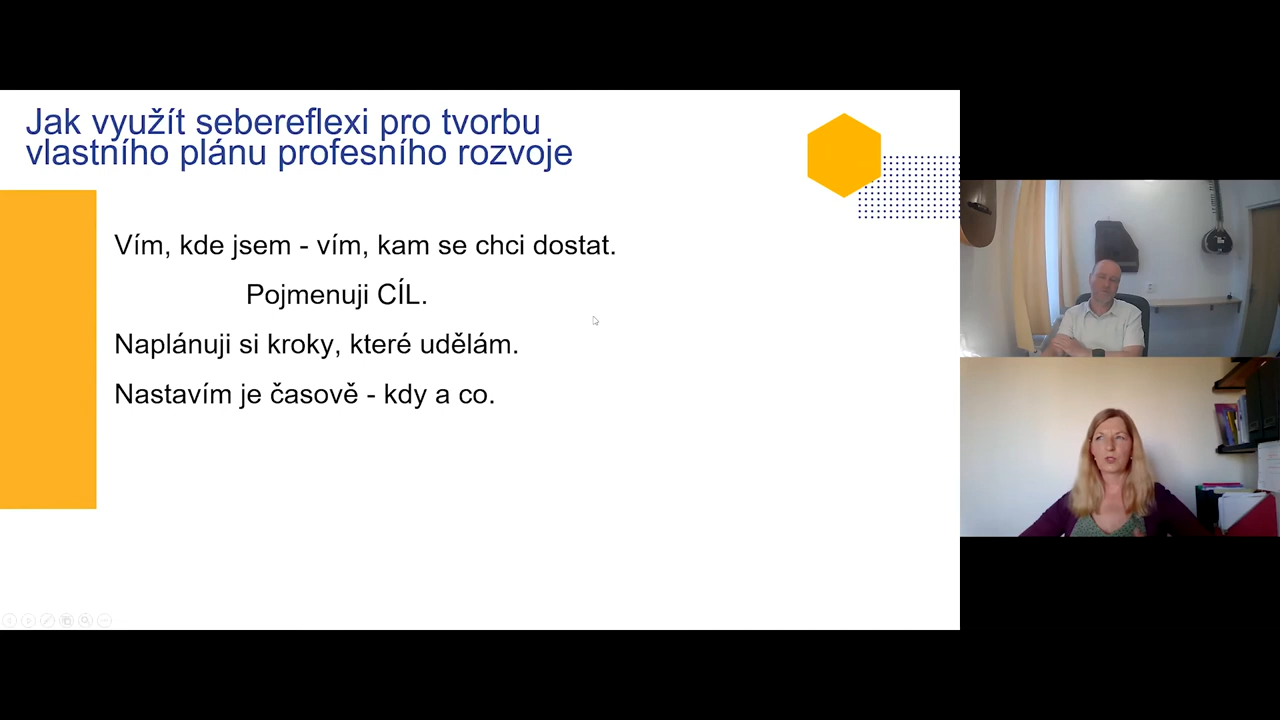 Jak využít sebereflexi pro tvorbu
vlastního plánu profesního rozvoje
Vím, kde jsem - vím, kam se chci dostat.
Pojmenuji CÍL.
Naplánuji si kroky, které udělám.
Nastavím je časově - kdy a co.